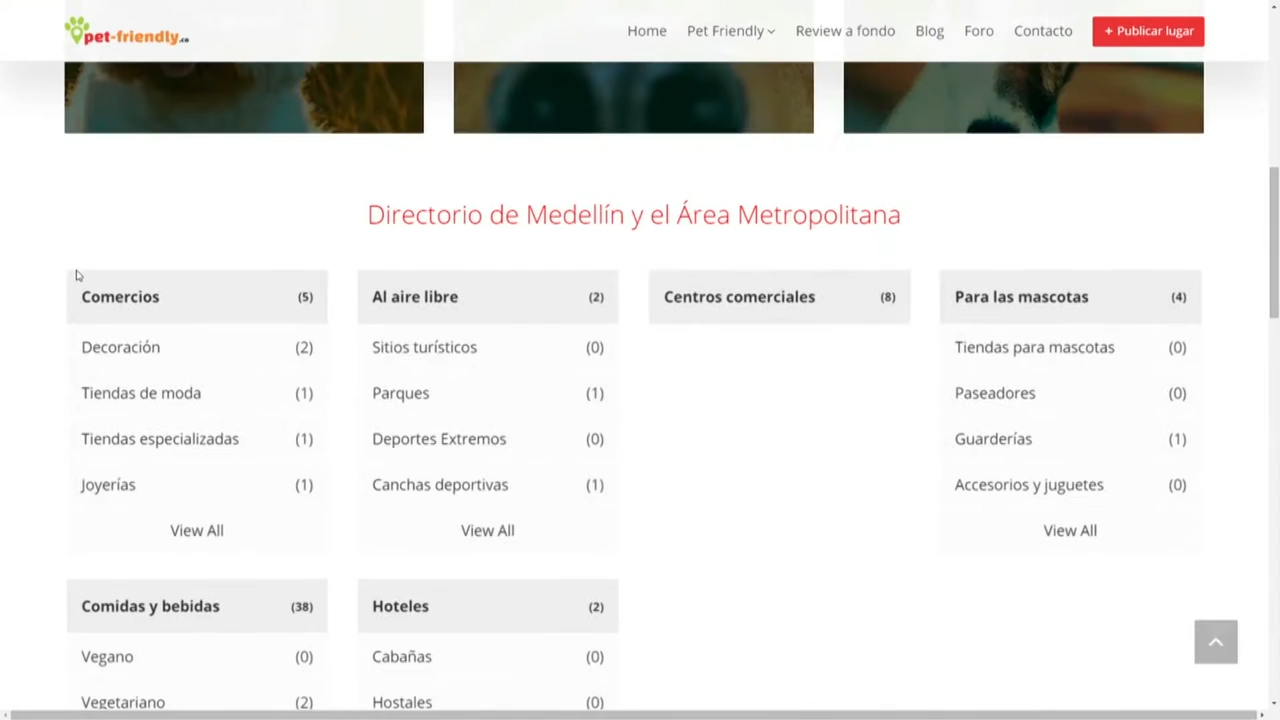 pet-friendly.co
Home Pet Friendly Review a fondo Blog Foro Contacto + Publicar lugar
Directorio de Medellín y el Área Metropolitana
Comercios (5)
Decoración (2)
Tiendas de moda (1)
Tiendas especializadas (1)
Joyerías (1)
View All
Al aire libre (2)
Sitios turísticos (0)
Parques (1)
Deportes Extremos (0)
Canchas deportivas (1)
View All
Centros comerciales (8)
Para las mascotas (4)
Tiendas para mascotas (0)
Paseadores (0)
Guarderías (1)
Accesorios y juguetes (0)
View All
Comidas y bebidas (38)
Vegano (0)
Vegetariano (2)
Hoteles (2)
Cabañas (0)
Hostales (0)